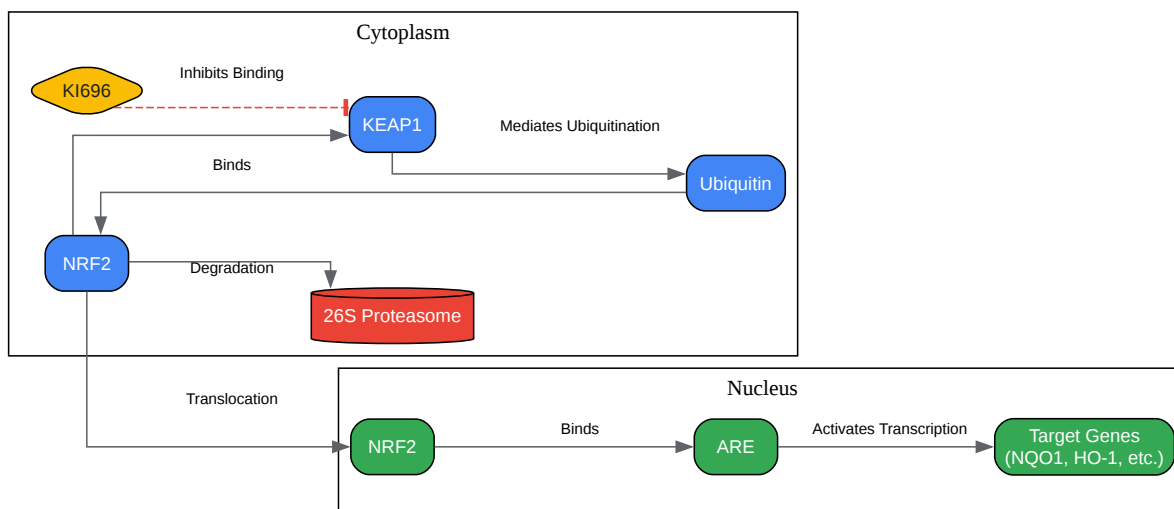 Cytoplasm
KI696
Inhibits Binding
KEAP1
Mediates Ubiquitination
Binds
Ubiquitin
NRF2
Degradation
26S Proteasome
Nucleus
Translocation
NRF2
Binds
ARE
Activates Transcription
Target Genes
(NQO1, HO-1, etc.)